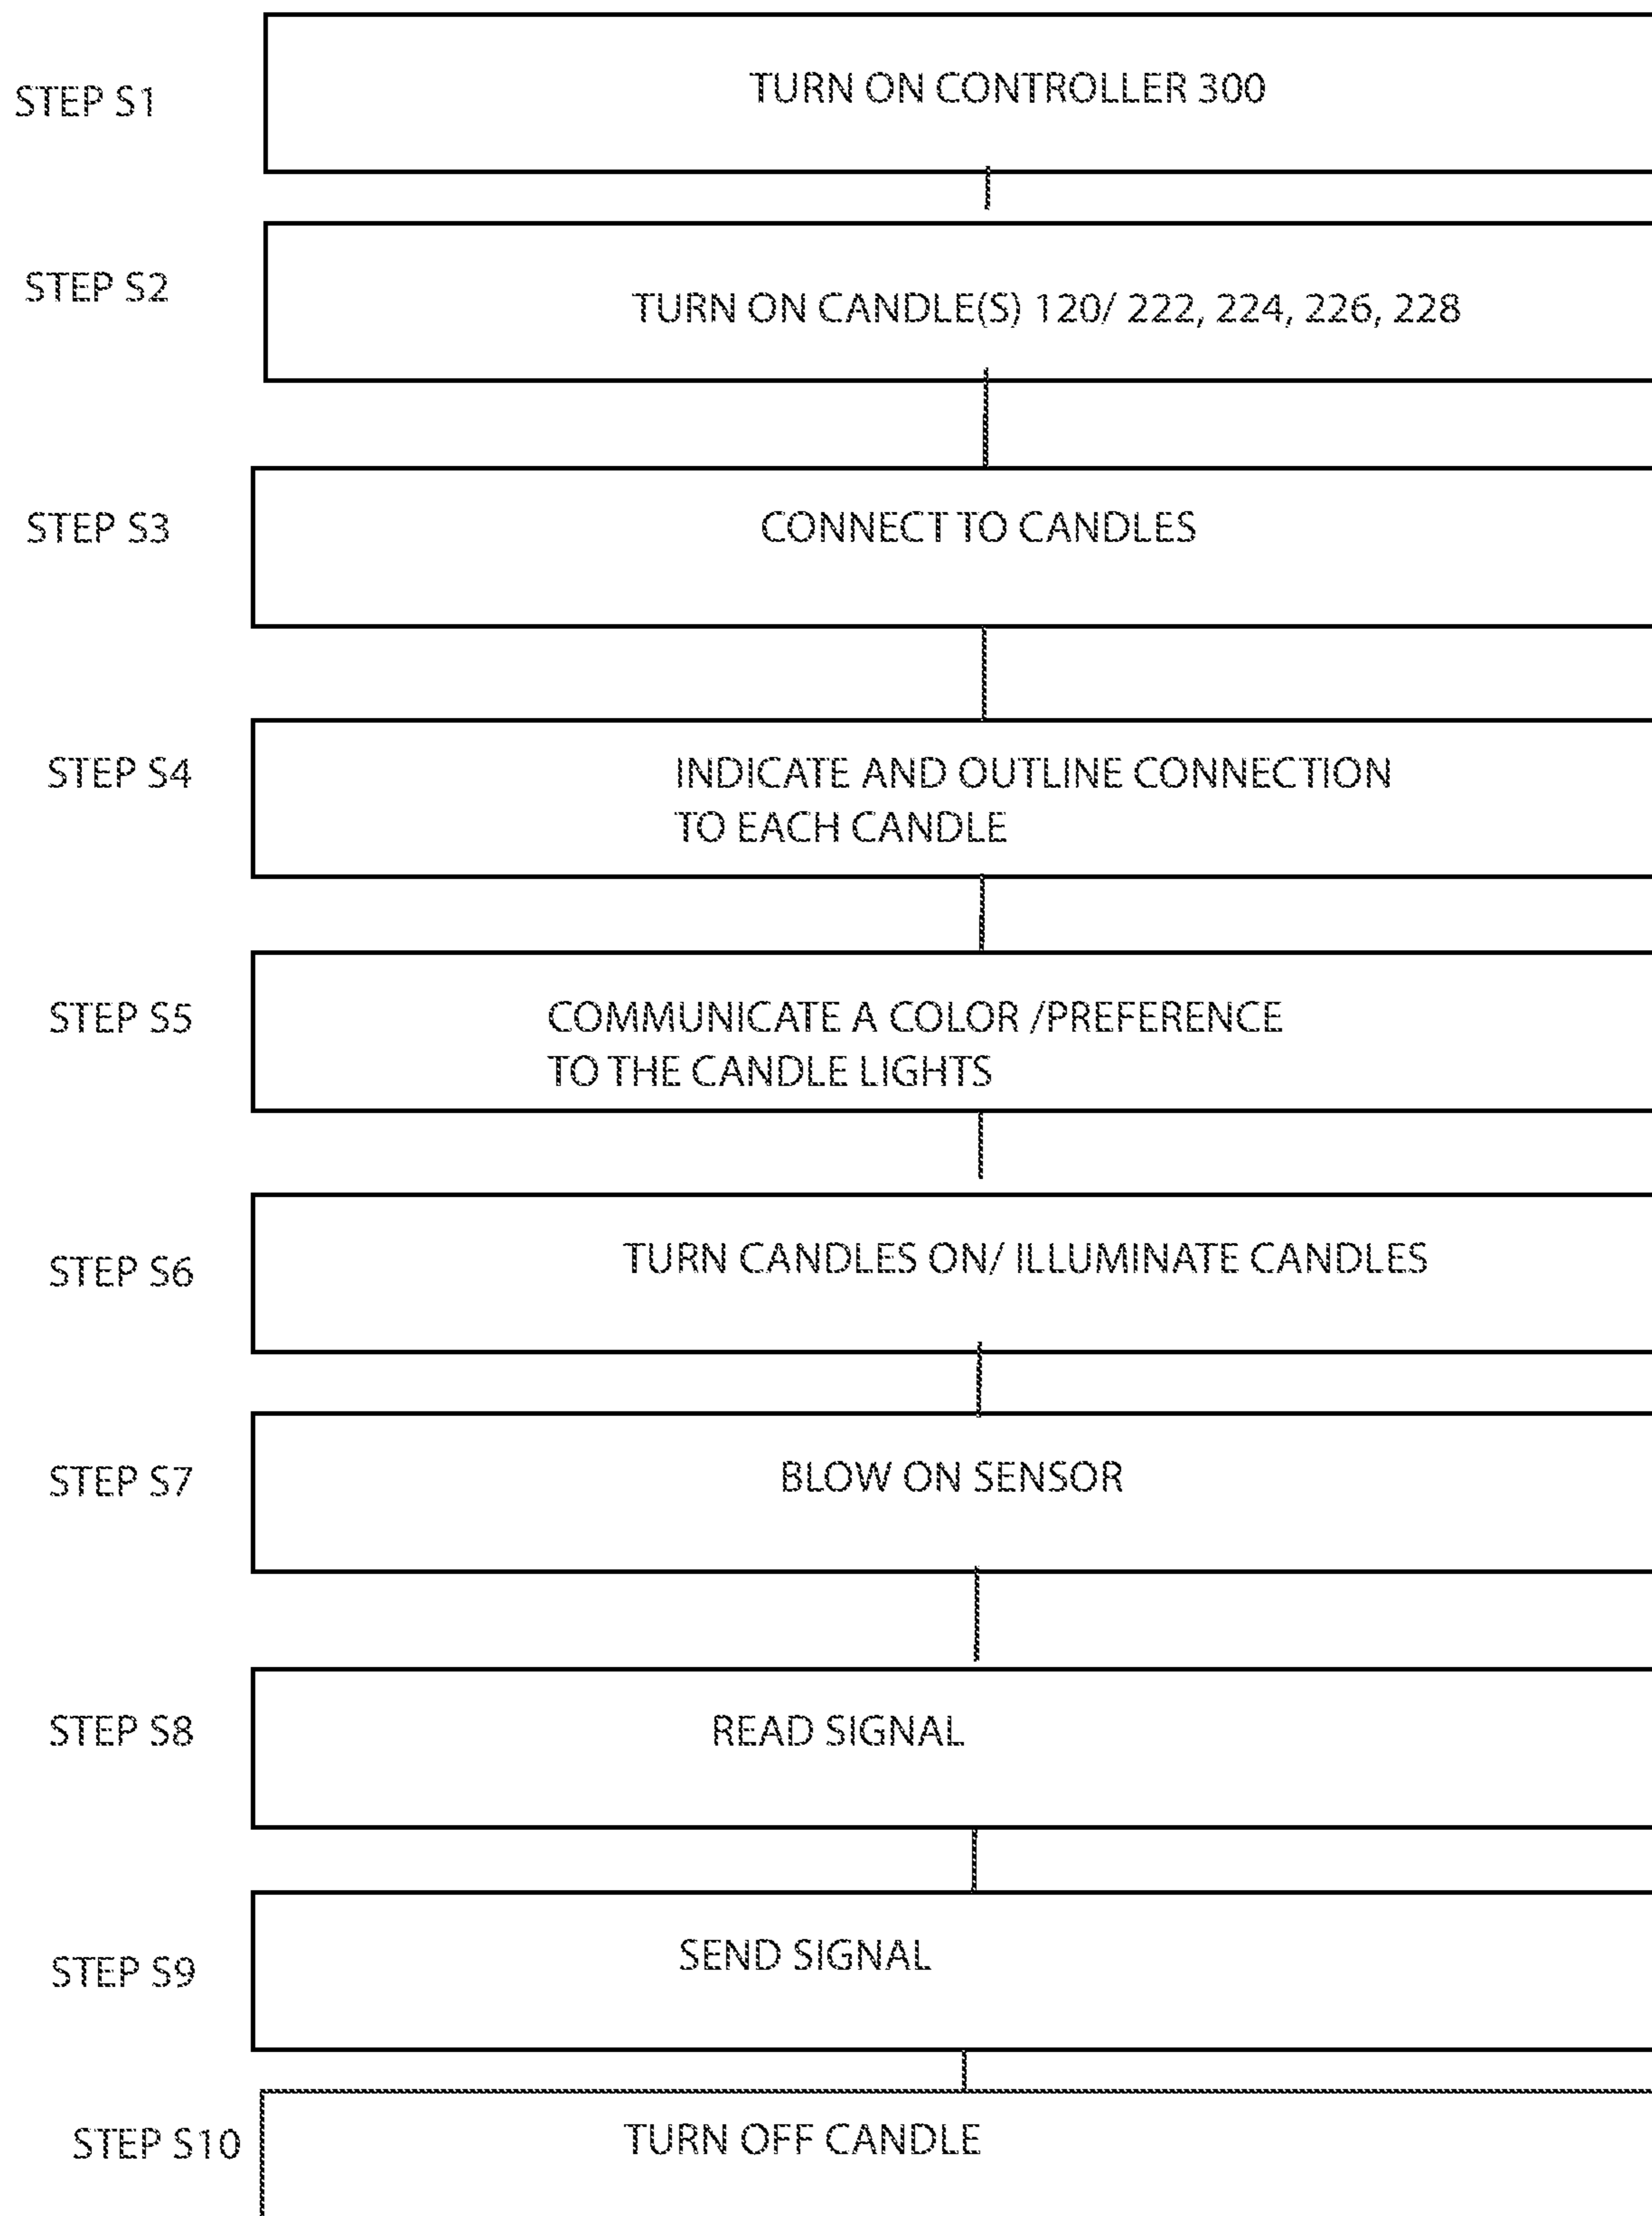 STEP S1
TURN ON CONTROLLER 300
STEP S2
TURN ON CANDLE(S) 120/ 222, 224, 226, 228
STEP S3
CONNECT TO CANDLES
STEP S4
INDICATE AND OUTLINE CONNECTION
TO EACH CANDLE
STEP S5
COMMUNICATE A COLOR /PREFERENCE
TO THE CANDLE LIGHTS
STEP S6
TURN CANDLES ON/ ILLUMINATE CANDLES
STEP S7
BLOW ON SENSOR
STEP S8
READ SIGNAL
STEP S9
SEND SIGNAL
STEP S10
TURN OFF CANDLE